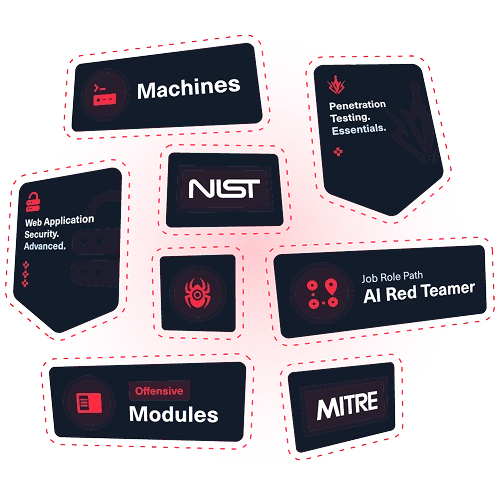 Machines
Penetration
Testing.
Essentials.
NIST
Web Application
Security.
Advanced.
Job Role Path
AI Red Teamer
Offensive
Modules
MITRE